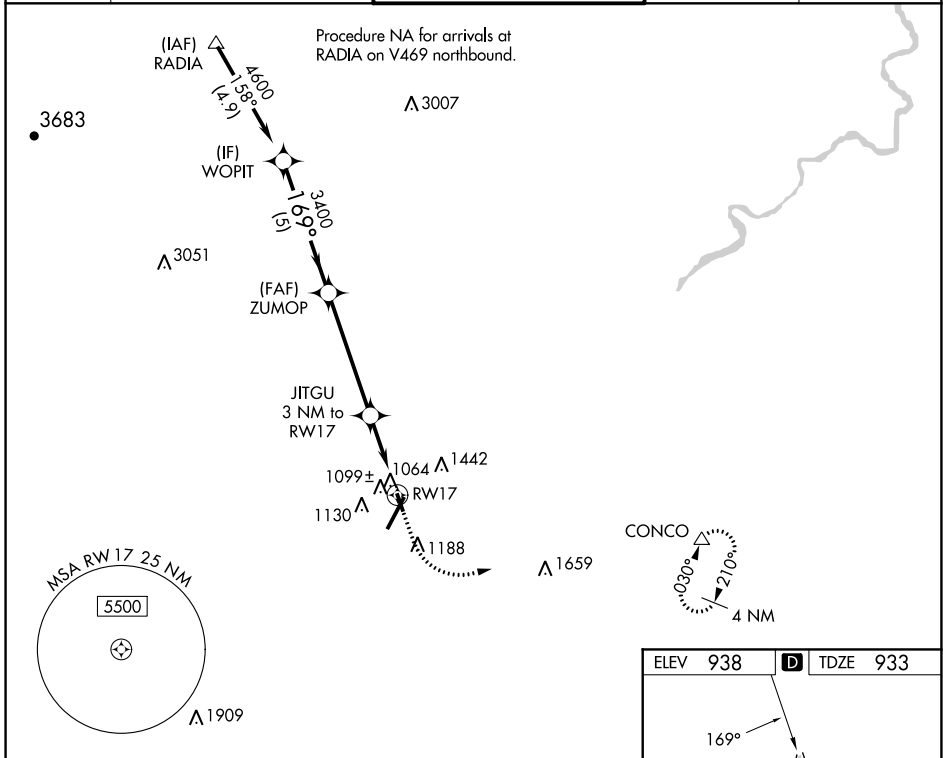 (IAF)
RADIA
Procedure NA for arrivals at
RADIA on V469 northbound.
4600
158°
(4.9)
3007
3683
(IF)
WOPIT
3400
169°
(5)
3051
(FAF)
ZUMOP
JITGU
3 NM to
RW17
1442
1064
1099±
RW17
1130
1188
1659
CONCO
030°
210°
4 NM
MSA RW 17 25 NM
5500
1909
ELEV 938 D TDZE 933
169°